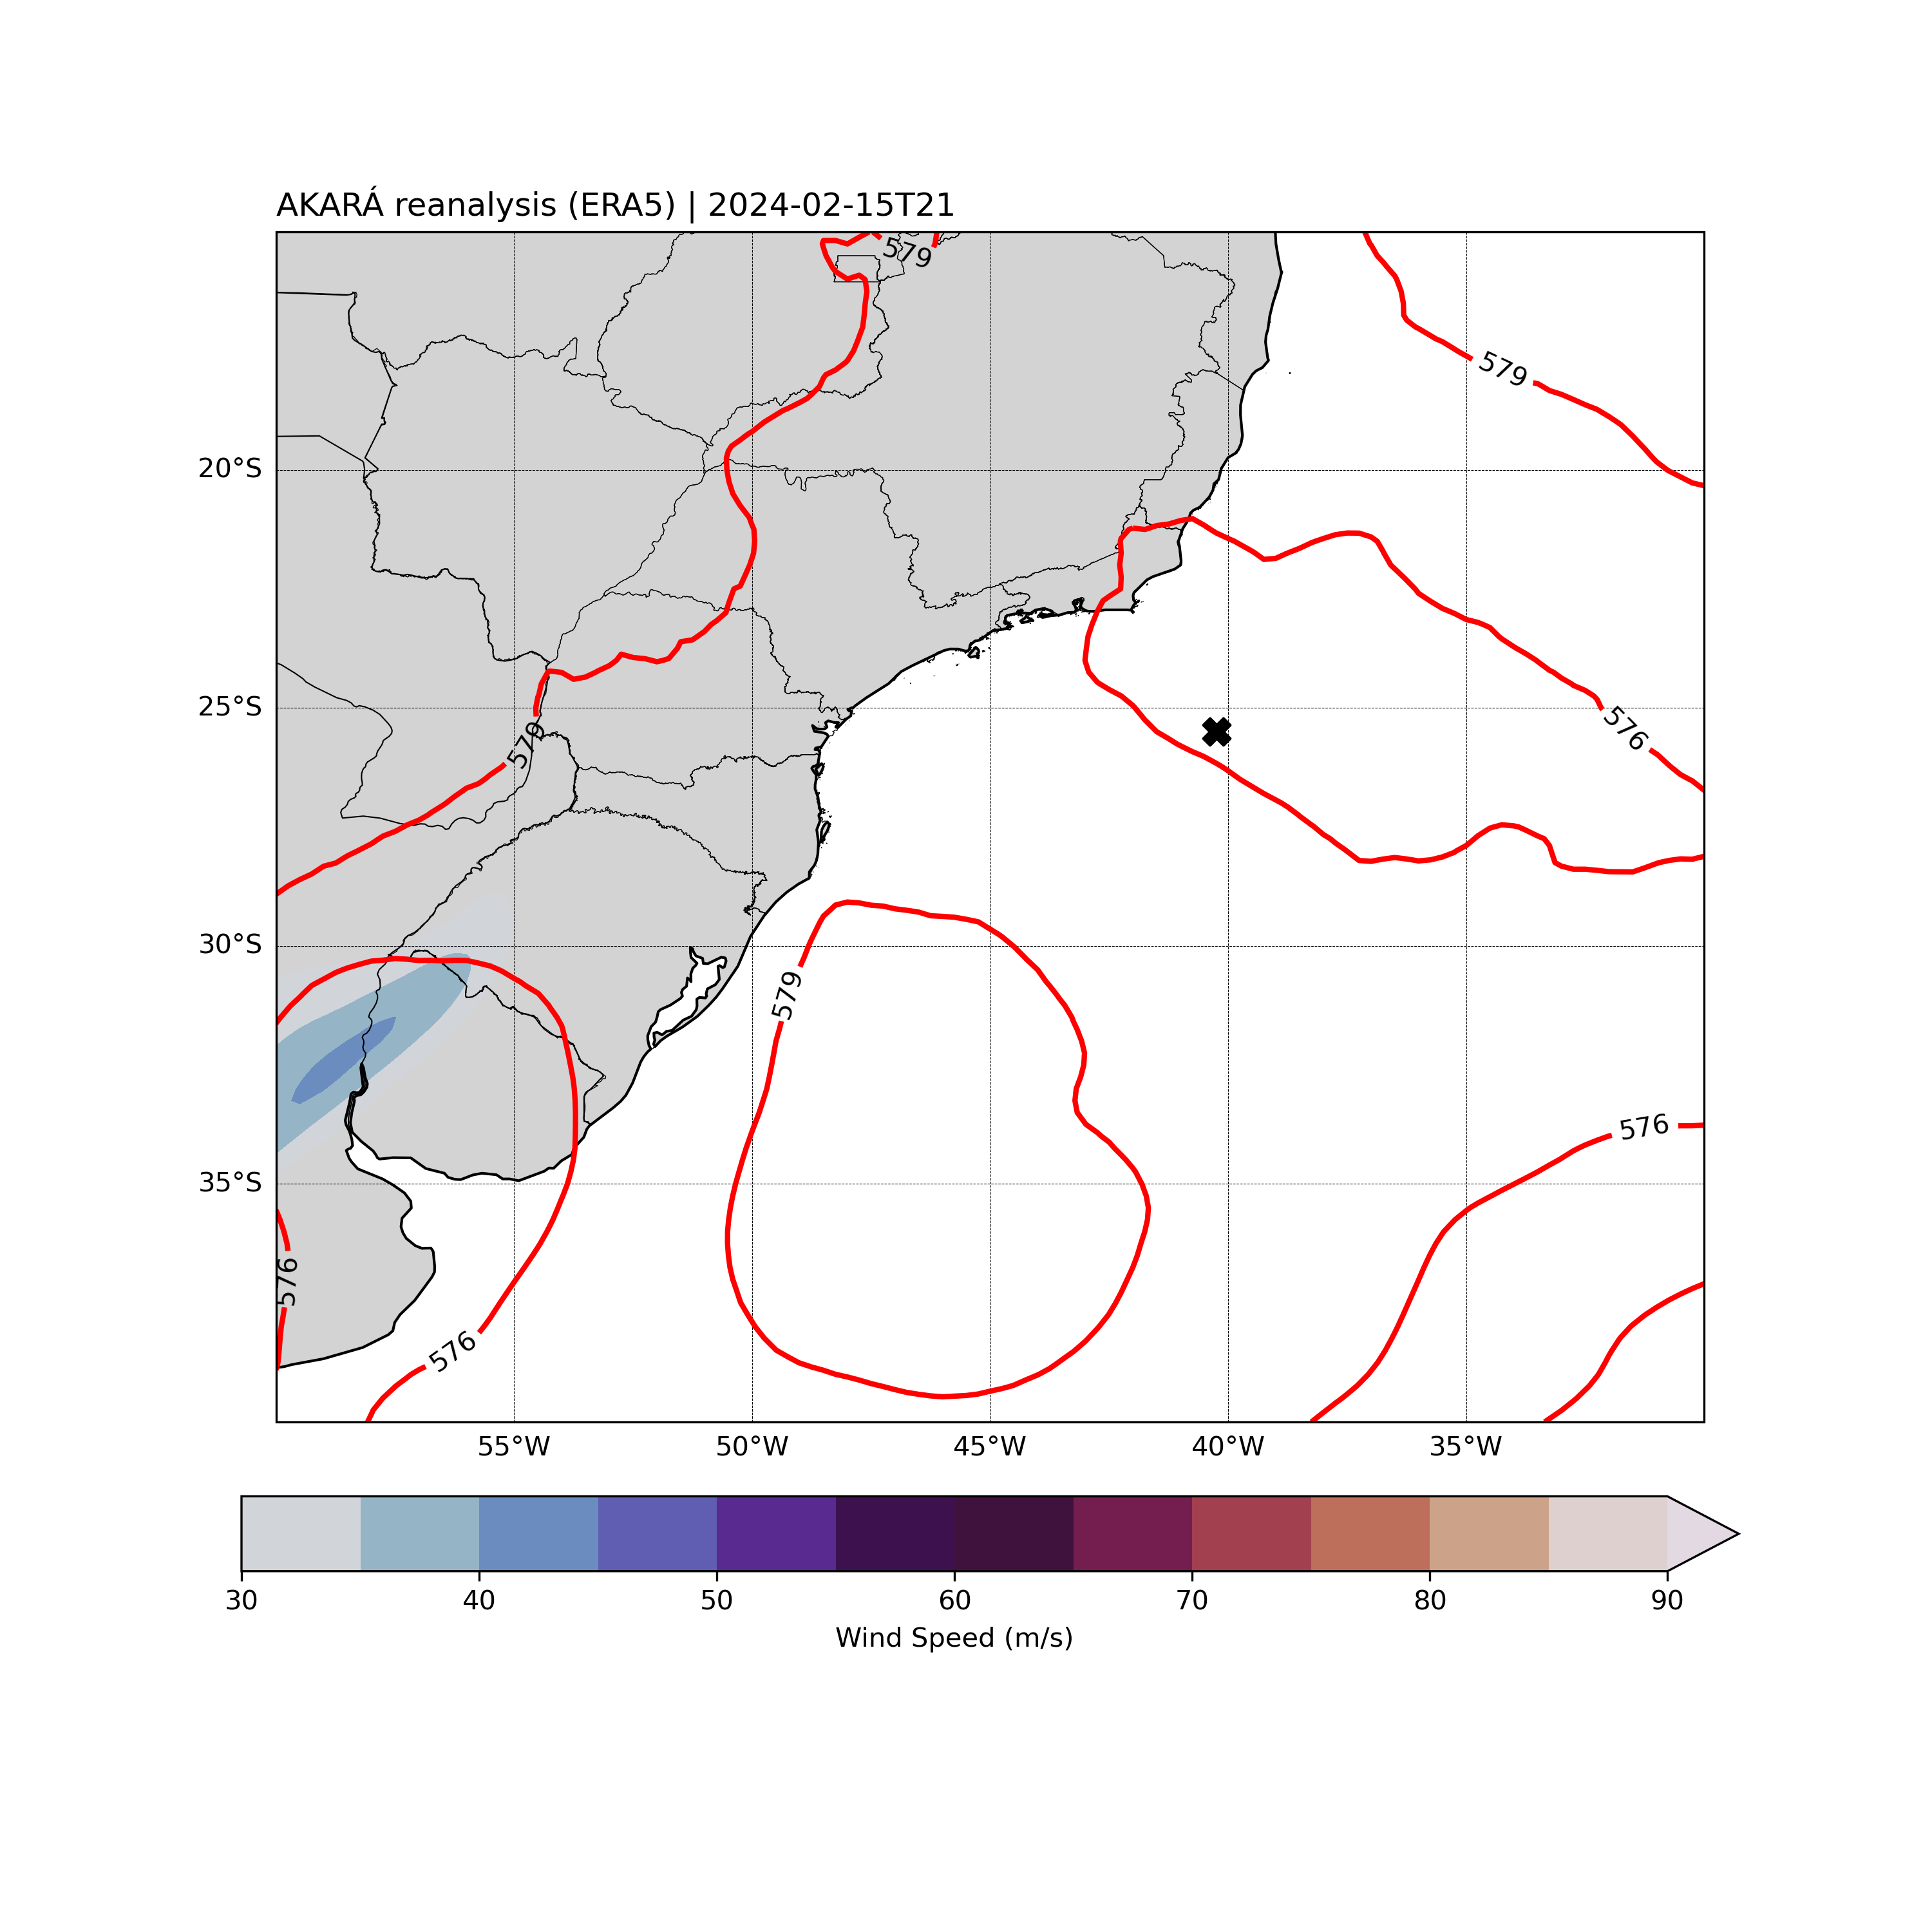 AKARÁ reanalysis (ERA5) | 2024-02-15T21
579
579
20°S
25°S
579
576
30°S
579
576
35°S
576
576
55°W 50°W 45°W 40°W 35°W
30 40 50 60 70 80 90
Wind Speed (m/s)